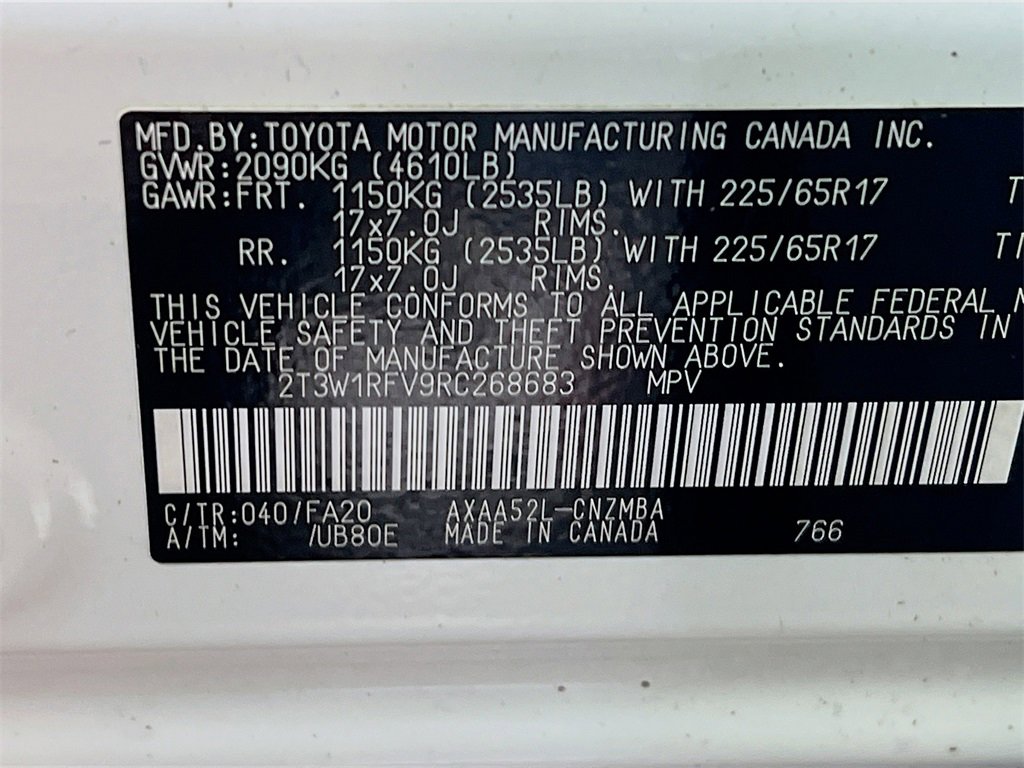 MFD.BY:TOYOTA MOTOR MANUFACTURING CANADA INC.
GVWR:2090KG (4610LB)
GAWR:FRT. 1150KG (2535LB) WITH 225/65R17
17x7.0J RIMS.
RR. 1150KG (2535LB) WITH 225/65R17
17x7.0J RIMS.
THIS VEHICLE CONFORMS TO ALL APPLICABLE FEDERAL
VEHICLE SAFETY AND THEFT PREVENTION STANDARDS IN
THE DATE OF MANUFACTURE SHOWN ABOVE.
2T3W1RFV9RC268683 MPV
C/TR:040/FA20 AXAA52L-CNZMBA
A/TM: /UB80E MADE IN CANADA 766